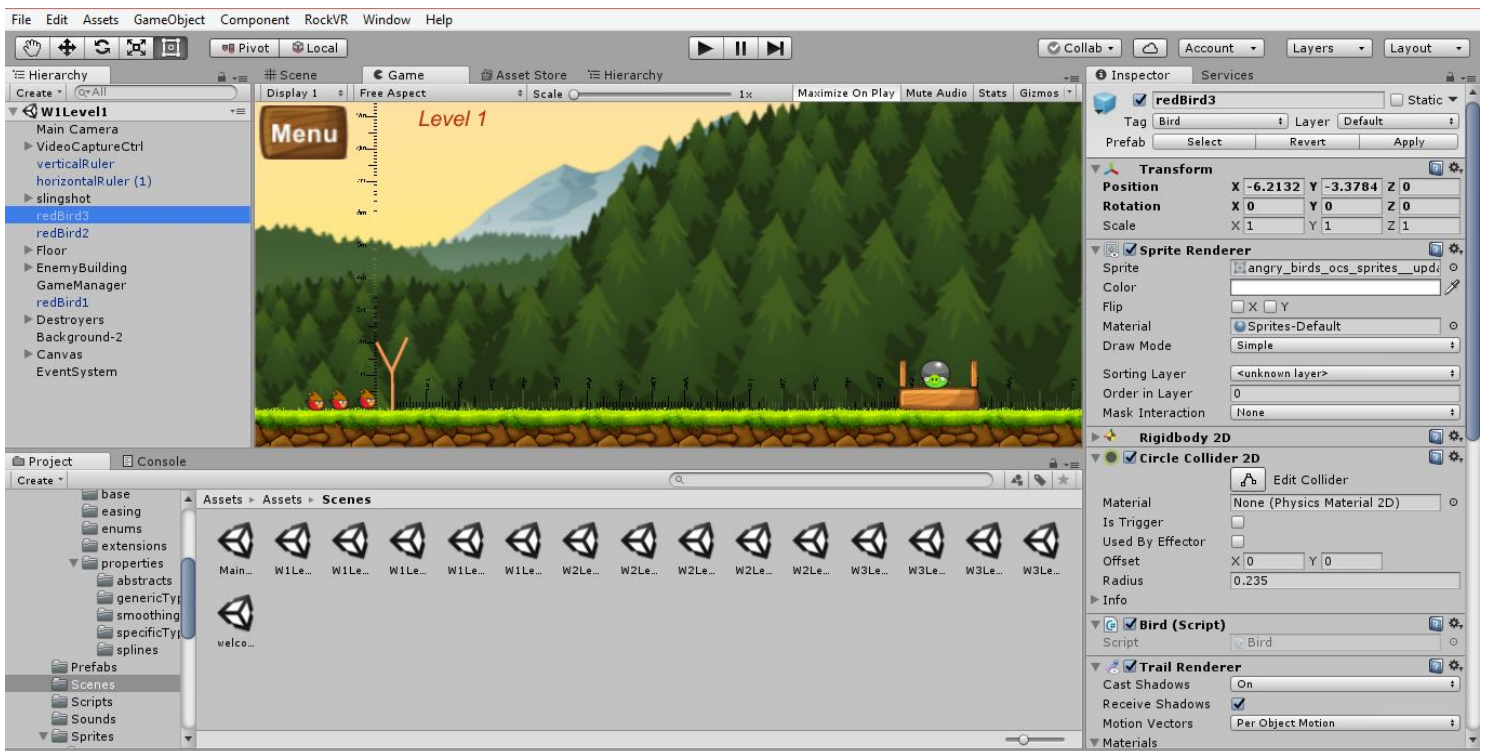 File Edit Assets GameObject Component RockVR Window Help
Pivot Local Collab Account Layers Layout
Hierarchy
Create All
W1Level1
Main Camera
VideoCaptureCtrl
verticalRuler
horizontalRuler (1)
slingshot
redBird3
redBird2
Floor
EnemyBuilding
GameManager
redBird1
Destroyers
Background-2
Canvas
EventSystem
Scene Game Asset Store Hierarchy
Display 1 Free Aspect Scale 1x Maximize On Play Mute Audio Stats Gizmos
Menu Level 1
Project Console
Create
base
easing
enums
extensions
properties
abstracts
genericTyp
smoothing
specificTyp
splines
Prefabs
Scenes
Scripts
Sounds
Sprites
Assets Assets Scenes
Main... W1Le... W1Le... W1Le... W1Le... W1Le... W2Le... W2Le... W2Le... W2Le... W2Le... W3Le... W3Le... W3Le... W3Le...
welco...
Inspector Services
redBird3 Static
Tag Bird Layer Default
Prefab Select Revert Apply
Transform
Position X -6.2132 Y -3.3784 Z 0
Rotation X 0 Y 0 Z 0
Scale X 1 Y 1 Z 1
Sprite Renderer
Sprite angry_birds_ocs_sprites__upd
Color
Flip X Y
Material Sprites-Default
Draw Mode Simple
Sorting Layer <unknown layer>
Order in Layer 0
Mask Interaction None
Rigidbody 2D
Circle Collider 2D
Edit Collider
Material None (Physics Material 2D)
Is Trigger
Used By Effector
Offset X 0 Y 0
Radius 0.235
Info
Bird (Script)
Script Bird
Trail Renderer
Cast Shadows On
Receive Shadows
Motion Vectors Per Object Motion
Materials